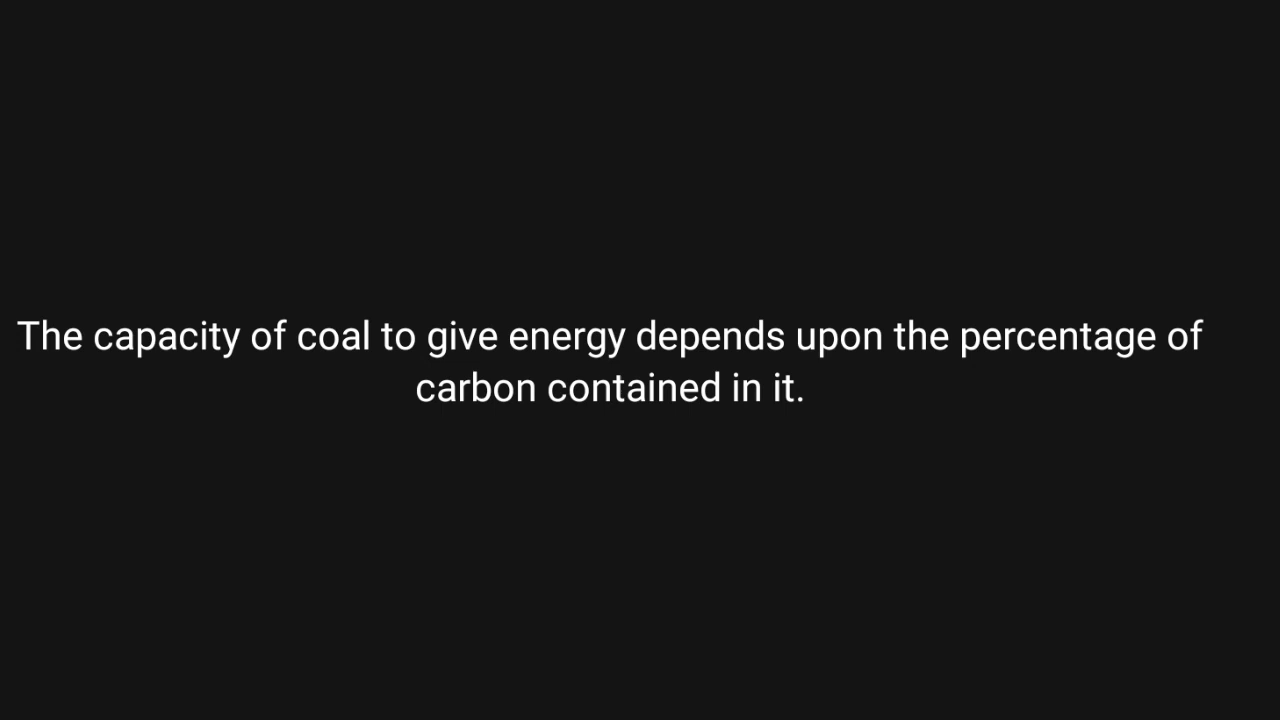 The capacity of coal to give energy depends upon the percentage of
carbon contained in it.